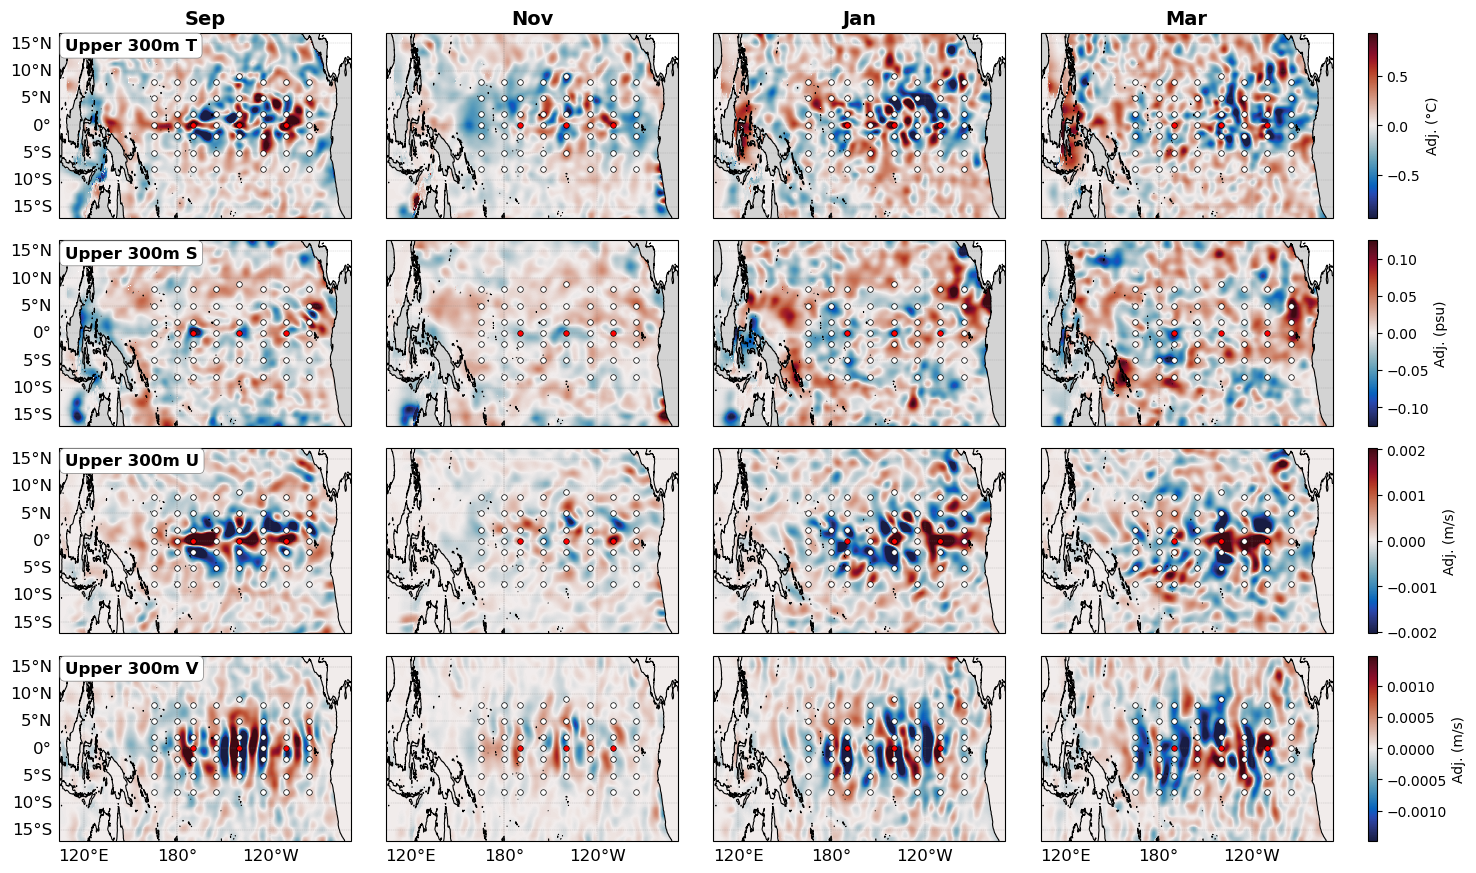 Sep Nov Jan Mar
Upper 300m T
15°N
10°N
5°N
0°
5°S
10°S
15°S
0.5
0.0
−0.5
Adj. (°C)
Upper 300m S
15°N
10°N
5°N
0°
5°S
10°S
15°S
0.10
0.05
0.00
−0.05
−0.10
Adj. (psu)
Upper 300m U
15°N
10°N
5°N
0°
5°S
10°S
15°S
0.002
0.001
0.000
−0.001
−0.002
Adj. (m/s)
Upper 300m V
15°N
10°N
5°N
0°
5°S
10°S
15°S
0.0010
0.0005
0.0000
−0.0005
−0.0010
Adj. (m/s)
120°E 180° 120°W 120°E 180° 120°W 120°E 180° 120°W 120°E 180° 120°W